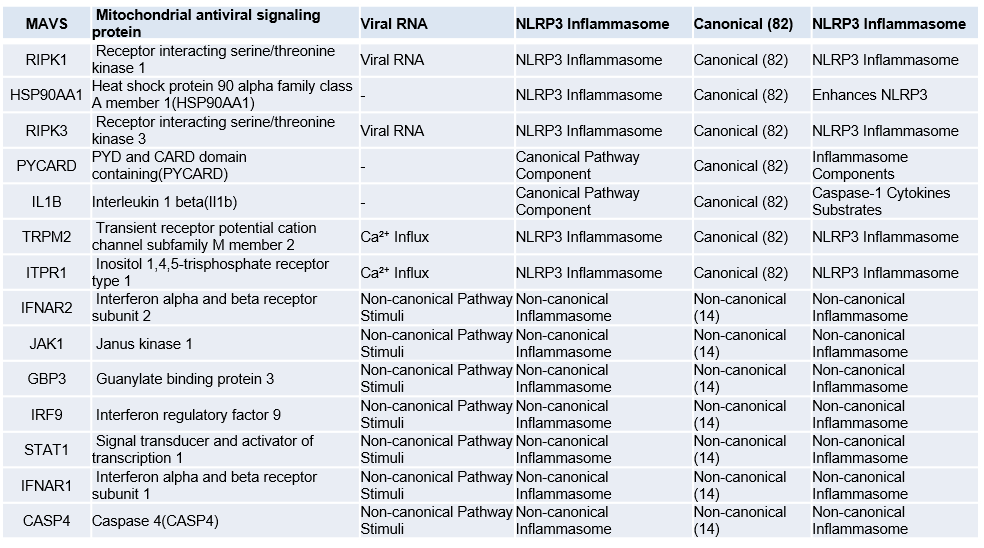 MAVS Mitochondrial antiviral signaling protein Viral RNA NLRP3 Inflammasome Canonical (82) NLRP3 Inflammasome
RIPK1 Receptor interacting serine/threonine kinase 1 Viral RNA NLRP3 Inflammasome Canonical (82) NLRP3 Inflammasome
HSP90AA1 Heat shock protein 90 alpha family class A member 1(HSP90AA1) - NLRP3 Inflammasome Canonical (82) Enhances NLRP3
RIPK3 Receptor interacting serine/threonine kinase 3 Viral RNA NLRP3 Inflammasome Canonical (82) NLRP3 Inflammasome
PYCARD PYD and CARD domain containing(PYCARD) - Canonical Pathway Component Canonical (82) Inflammasome Components
IL1B Interleukin 1 beta(Il1b) - Canonical Pathway Component Canonical (82) Caspase-1 Cytokines Substrates
TRPM2 Transient receptor potential cation channel subfamily M member 2 Ca²⁺ Influx NLRP3 Inflammasome Canonical (82) NLRP3 Inflammasome
ITPR1 Inositol 1,4,5-trisphosphate receptor type 1 Ca²⁺ Influx NLRP3 Inflammasome Canonical (82) NLRP3 Inflammasome
IFNAR2 Interferon alpha and beta receptor subunit 2 Non-canonical Pathway Stimuli Non-canonical Inflammasome Non-canonical (14) Non-canonical Inflammasome
JAK1 Janus kinase 1 Non-canonical Pathway Stimuli Non-canonical Inflammasome Non-canonical (14) Non-canonical Inflammasome
GBP3 Guanylate binding protein 3 Non-canonical Pathway Stimuli Non-canonical Inflammasome Non-canonical (14) Non-canonical Inflammasome
IRF9 Interferon regulatory factor 9 Non-canonical Pathway Stimuli Non-canonical Inflammasome Non-canonical (14) Non-canonical Inflammasome
STAT1 Signal transducer and activator of transcription 1 Non-canonical Pathway Stimuli Non-canonical Inflammasome Non-canonical (14) Non-canonical Inflammasome
IFNAR1 Interferon alpha and beta receptor subunit 1 Non-canonical Pathway Stimuli Non-canonical Inflammasome Non-canonical (14) Non-canonical Inflammasome
CASP4 Caspase 4(CASP4) Non-canonical Pathway Stimuli Non-canonical Inflammasome Non-canonical (14) Non-canonical Inflammasome